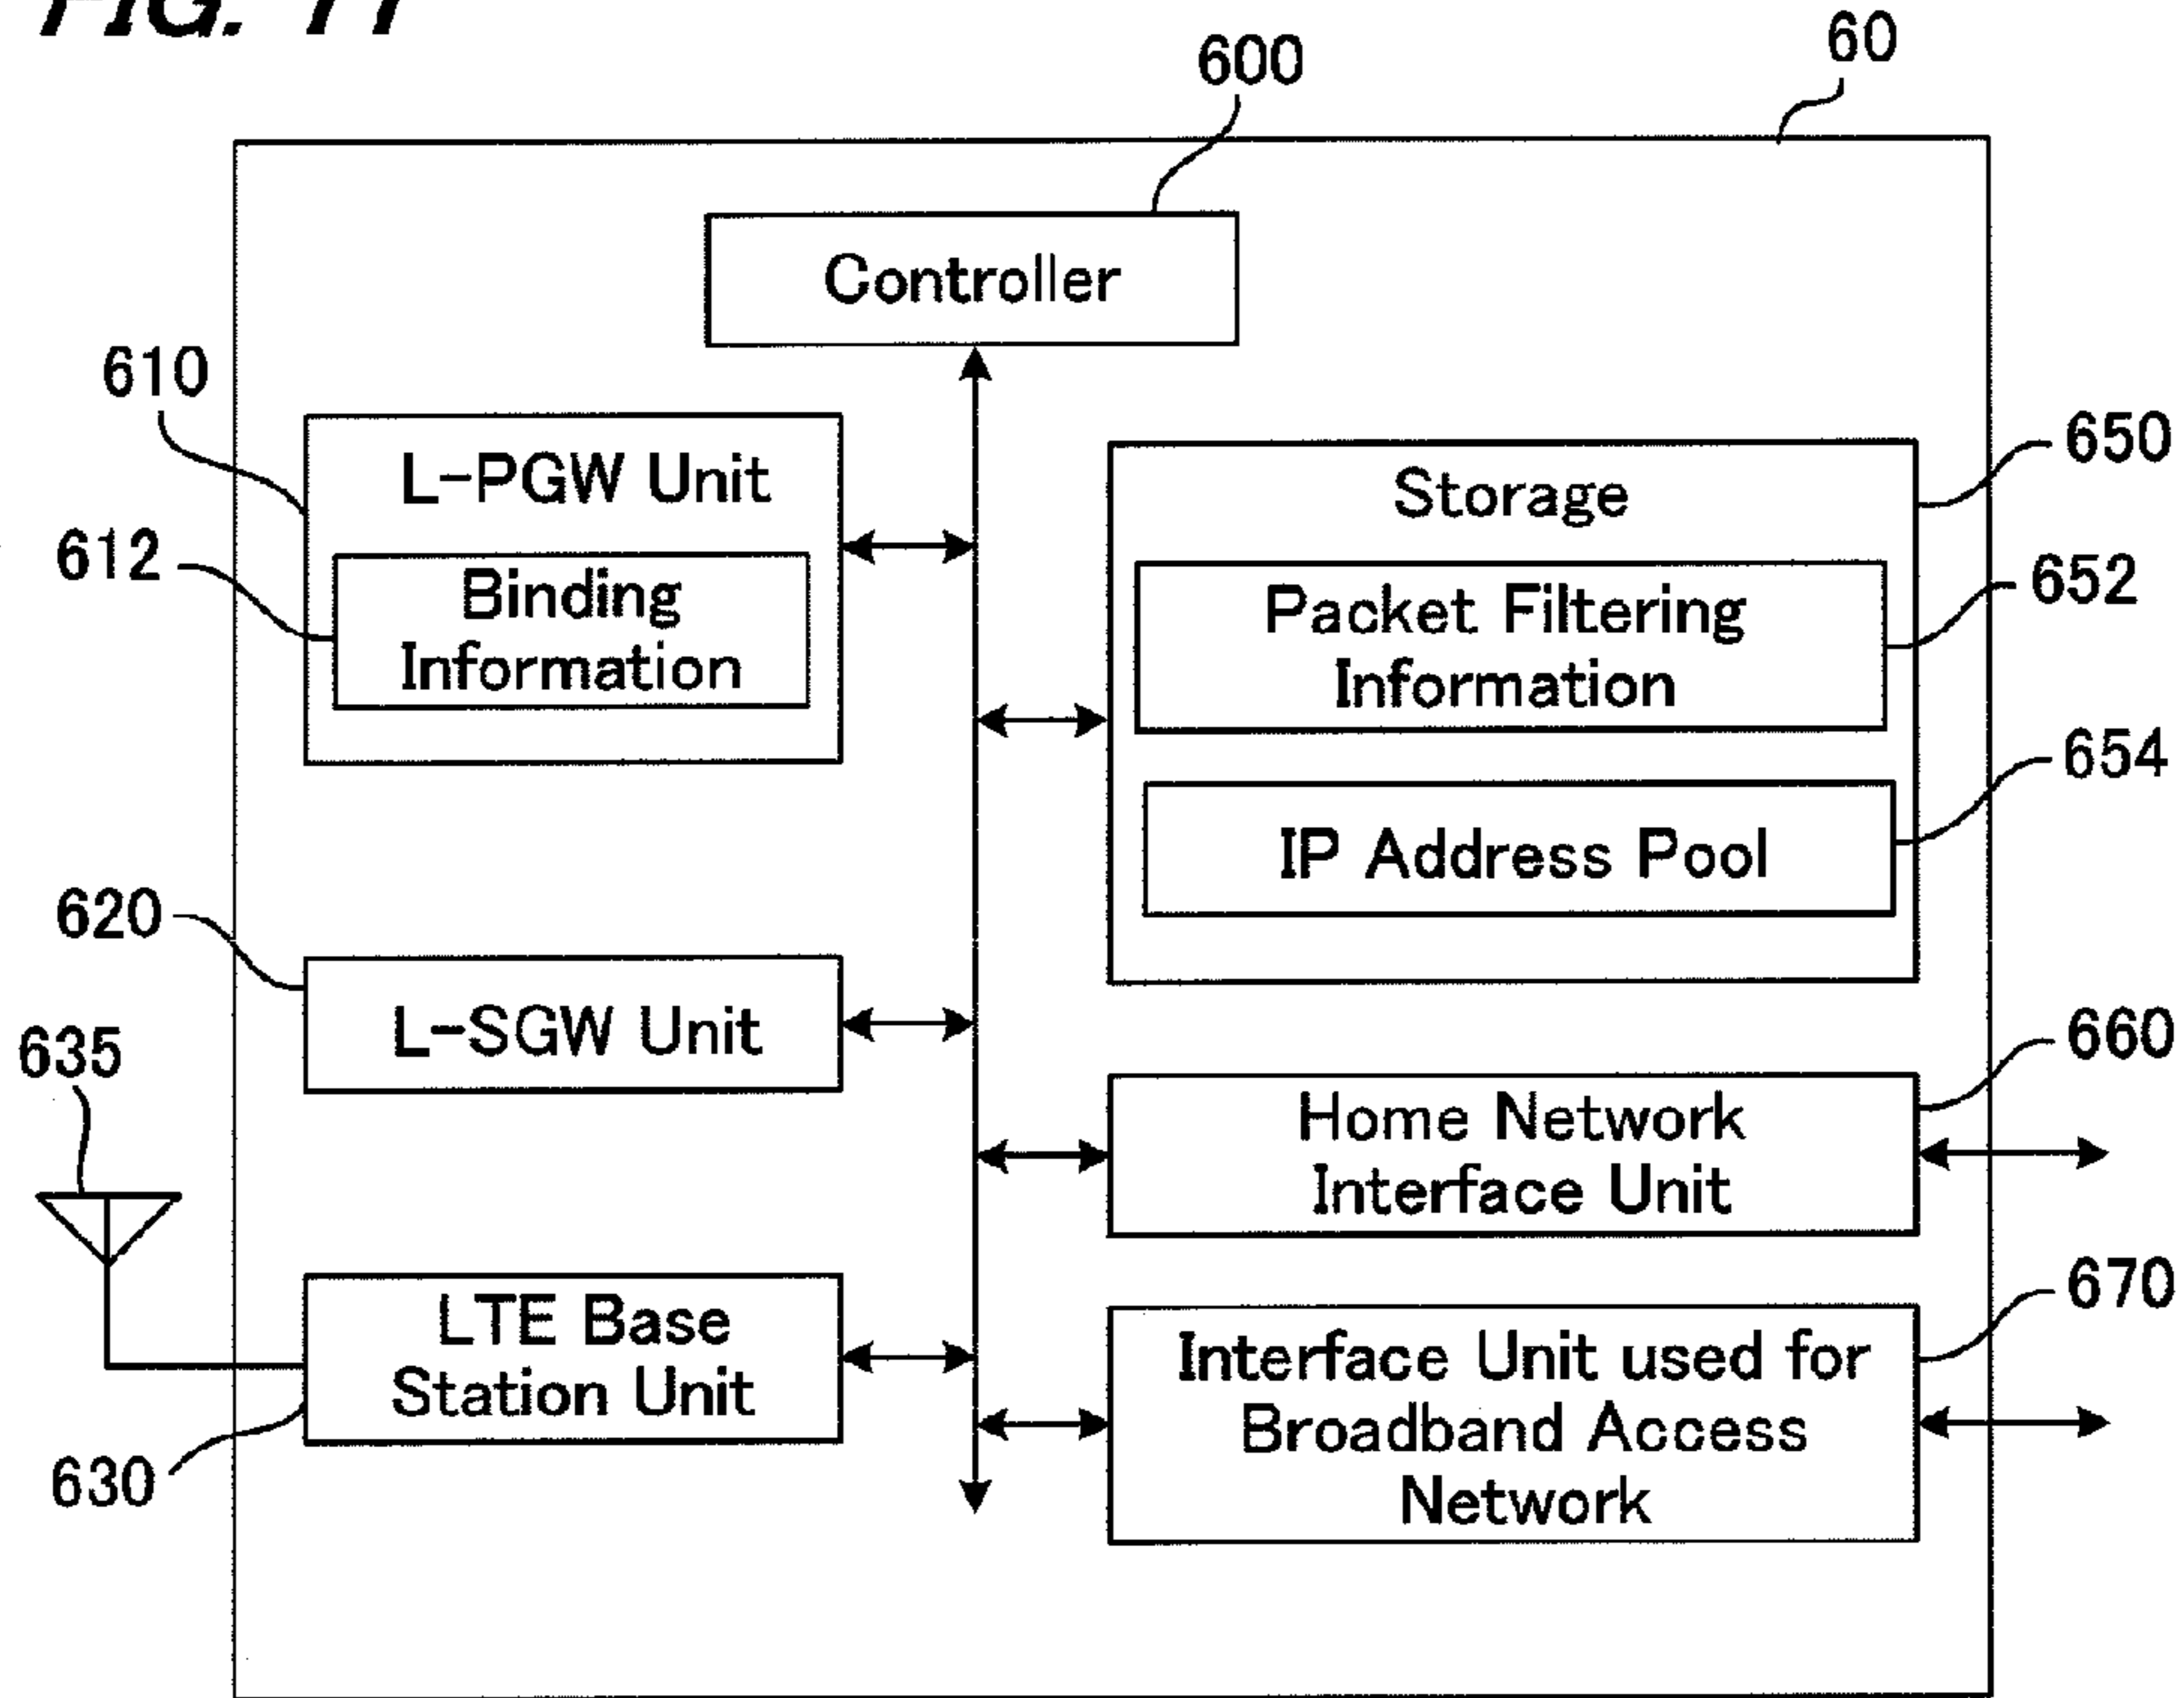 FIG. 11
60
600
Controller
610
L-PGW Unit
650
Storage
612
Binding
Information
652
Packet Filtering
Information
654
IP Address Pool
620
L-SGW Unit
635
660
Home Network
Interface Unit
670
LTE Base
Station Unit
Interface Unit used for
Broadband Access
Network
630